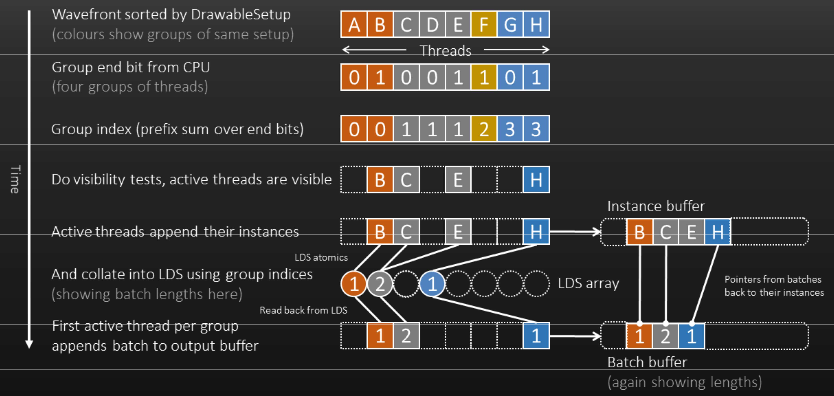 Wavefront sorted by DrawableSetup
(colours show groups of same setup)
A B C D E F G H
Threads
Group end bit from CPU
(four groups of threads)
0 1 0 0 1 1 0 1
Group index (prefix sum over end bits)
0 0 1 1 1 2 3 3
Time
Do visibility tests, active threads are visible
B C E H
Instance buffer
Active threads append their instances
B C E H
B C E H
LDS atomics
And collate into LDS using group indices
(showing batch lengths here)
1 2 1
LDS array
Pointers from batches
back to their instances
Read back from LDS
First active thread per group
appends batch to output buffer
1 2 1
1 2 1
Batch buffer
(again showing lengths)